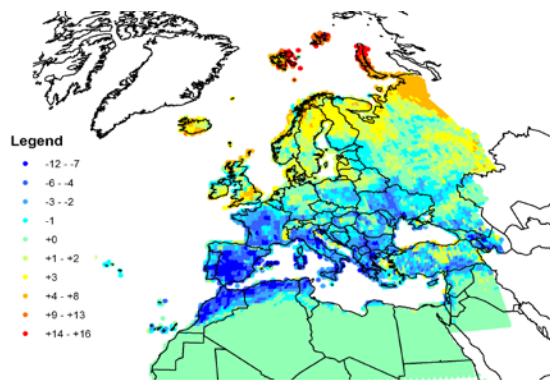 Legend
-12 - -7
-6 - -4
-3 - -2
-1
+0
+1 - +2
+3
+4 - +8
+9 - +13
+14 - +16